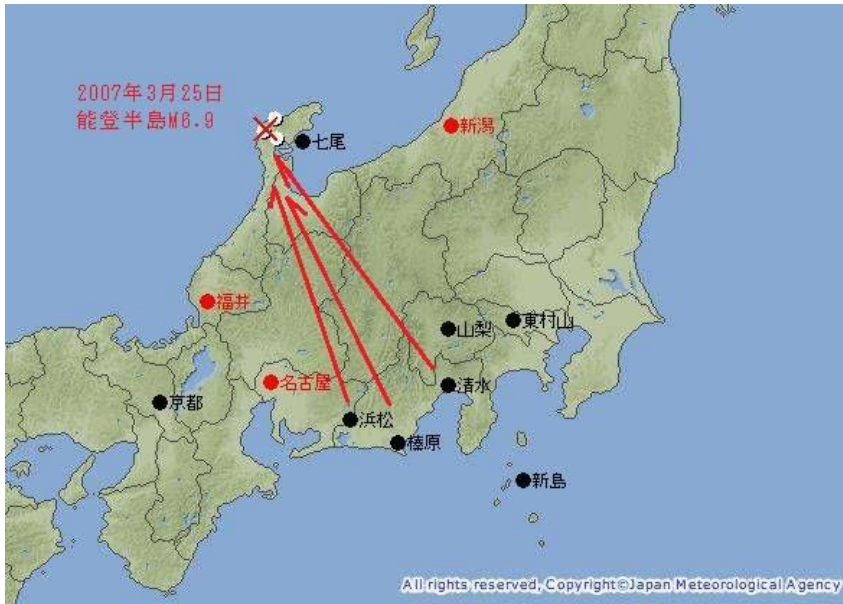 2007年3月25日
能登半島M6.9
七尾
新潟
福井
山梨
東村山
名古屋
清水
京都
浜松
榛原
新島
All rights reserved, Copyright©Japan Meteorological Agency